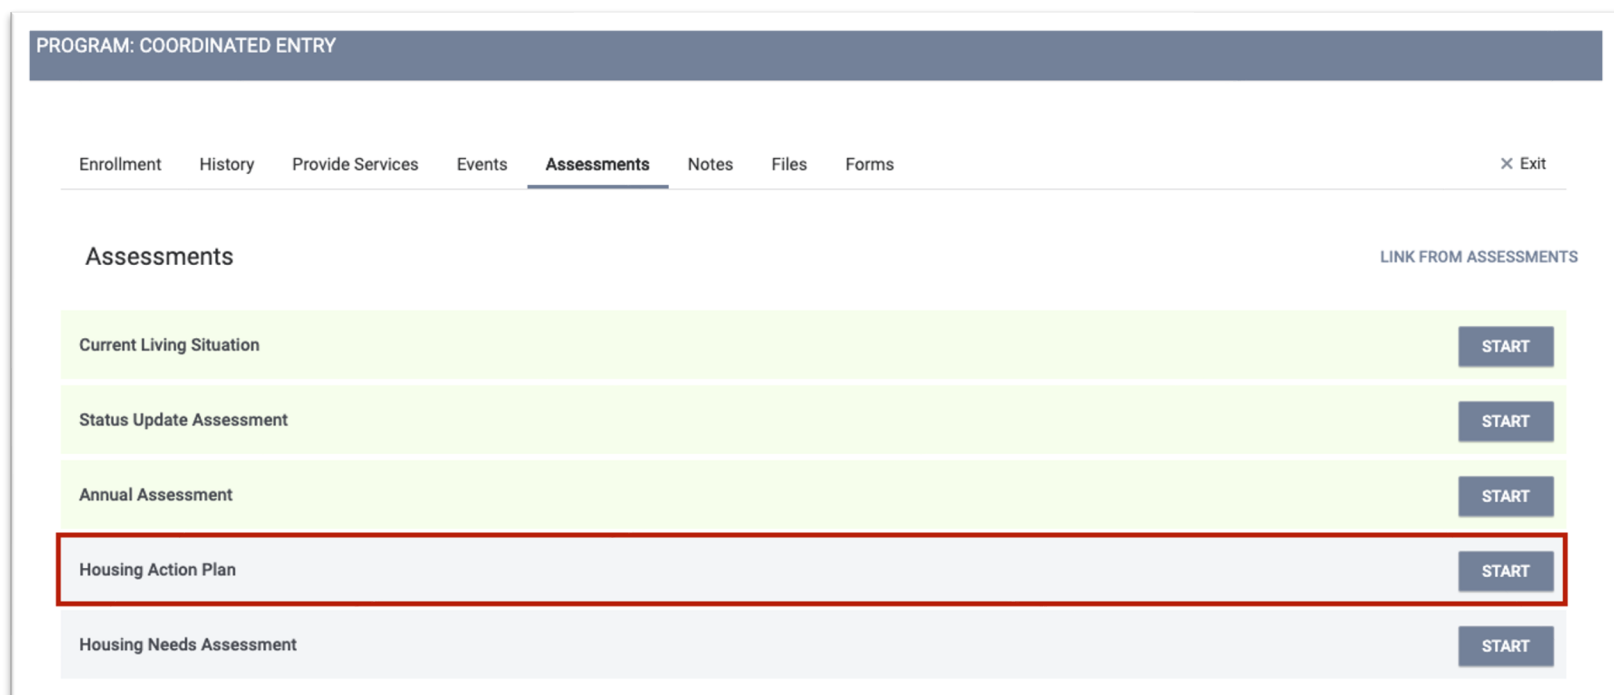 PROGRAM: COORDINATED ENTRY
Enrollment History Provide Services Events Assessments Notes Files Forms × Exit
Assessments LINK FROM ASSESSMENTS
Current Living Situation START
Status Update Assessment START
Annual Assessment START
Housing Action Plan START
Housing Needs Assessment START